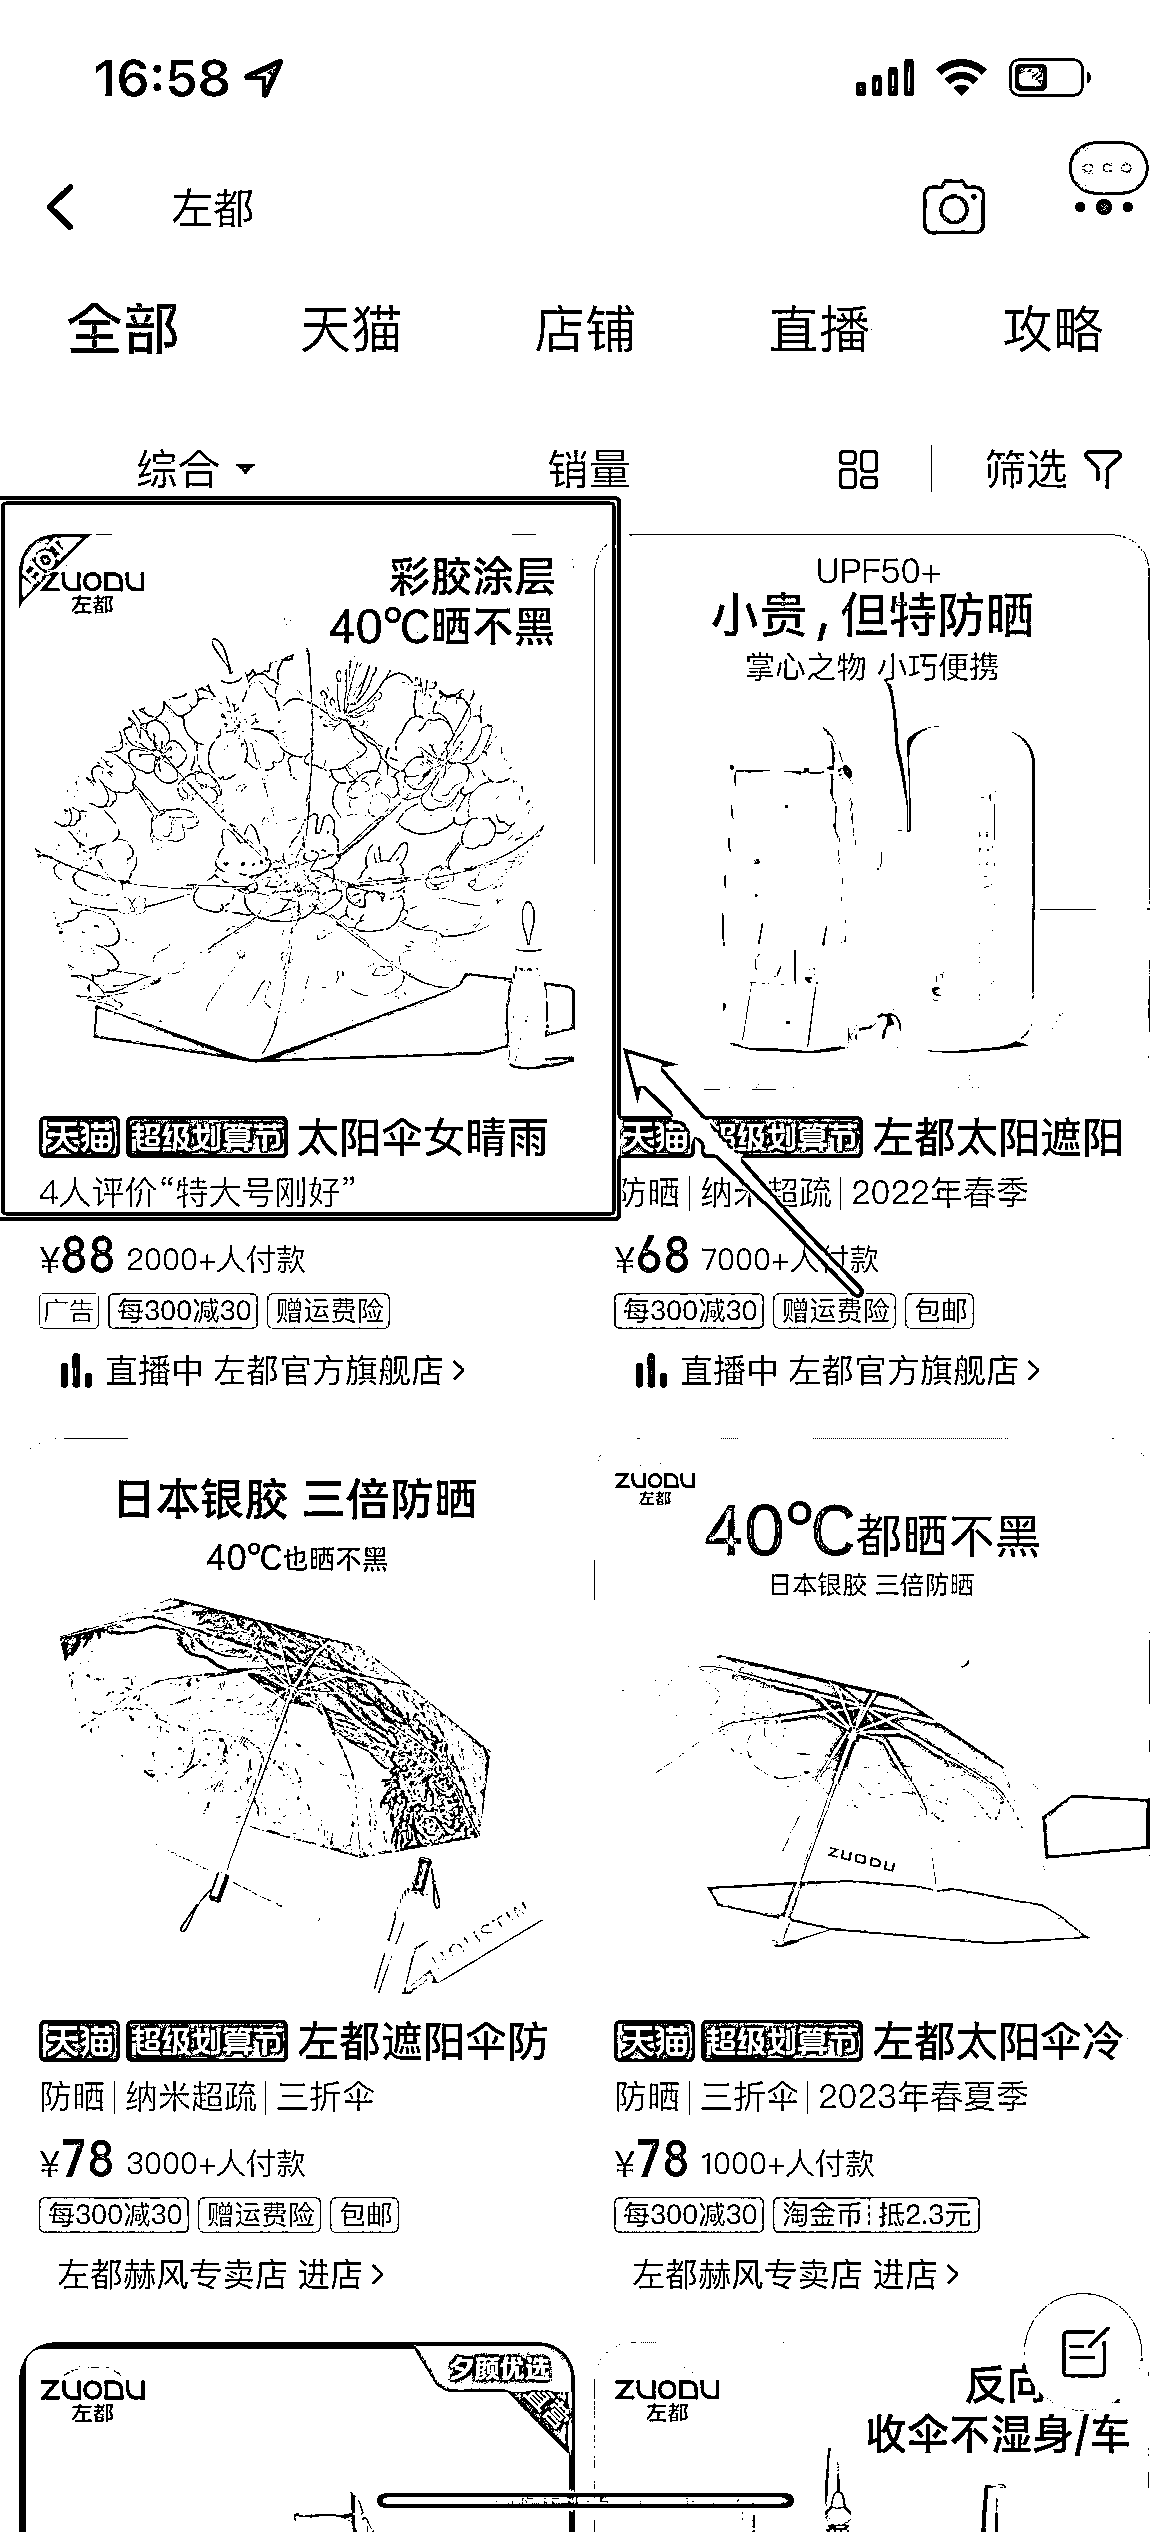 16:58
左都
全部 天猫 店铺 直播 攻略
综合 销量 筛选
HOT
ZUODU
左都
彩胶涂层
40℃晒不黑
天猫 超级划算节 太阳伞女晴雨
4人评价“特大号刚好”
¥88 2000+人付款
广告 每300减30 赠运费险
直播中 左都官方旗舰店
UPF50+
小贵,但特防晒
掌心之物 小巧便携
天猫 超级划算节 左都太阳遮阳
防晒 纳米超疏 2022年春季
¥68 7000+人付款
每300减30 赠运费险 包邮
直播中 左都官方旗舰店
日本银胶 三倍防晒
40℃也晒不黑
天猫 超级划算节 左都遮阳伞防
防晒 纳米超疏 三折伞
¥78 3000+人付款
每300减30 赠运费险 包邮
左都赫风专卖店 进店
ZUODU
左都
40℃都晒不黑
日本银胶 三倍防晒
ZUODU
天猫 超级划算节 左都太阳伞冷
防晒 三折伞 2023年春夏季
¥78 1000+人付款
每300减30 淘金币 抵2.3元
左都赫风专卖店 进店
ZUODU
左都
夕颜优选
ZUODU
左都
反向
收伞不湿身/车